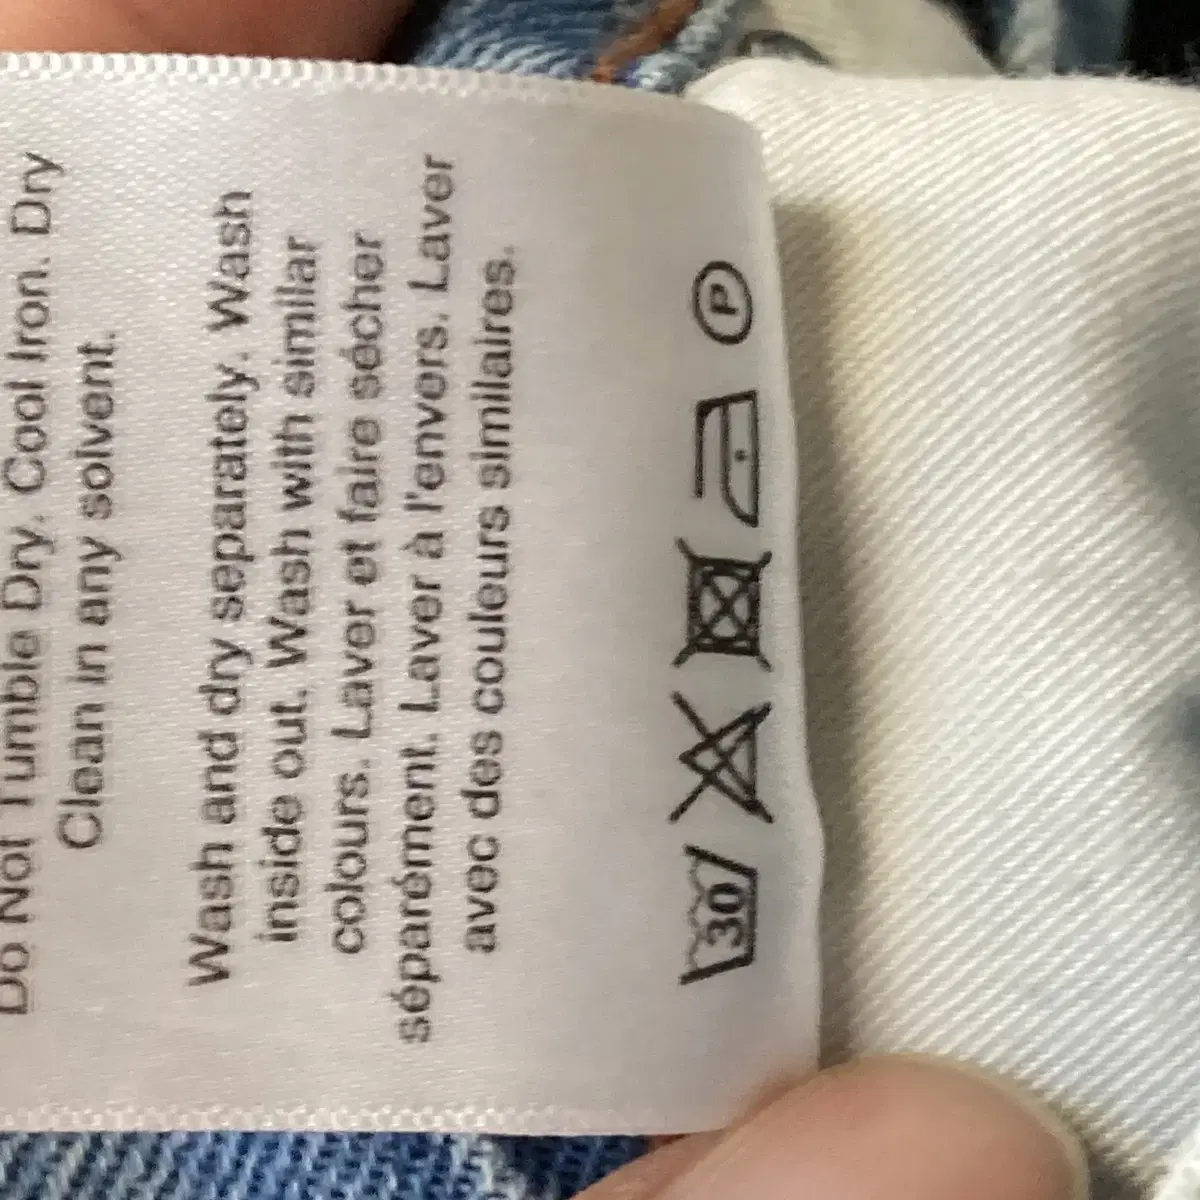 Do Not Tumble Dry. Cool Iron. Dry
Clean in any solvent.
Wash and dry separately. Wash
inside out. Wash with similar
colours. Laver et faire sécher
séparément. Laver à l'envers. Laver
avec des couleurs similaires.
30 P